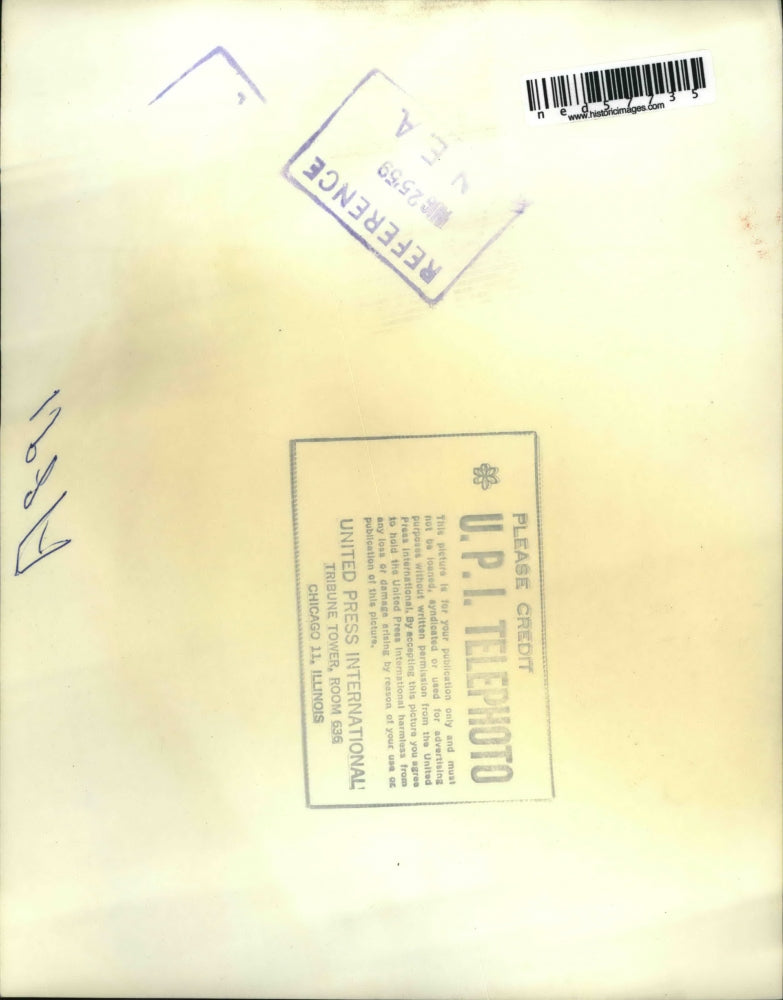 ned57735
www.historicimages.com
REFERENCE
25 '59
N E A
PLEASE CREDIT
U.P.I. TELEPHOTO
This picture is for your publication only and must
not be loaned, syndicated or used for advertising
purposes without written permission from the United
Press International. By accepting this picture you agree
to hold the United Press International harmless from
any loss or damage arising by reason of your use or
publication of this picture.
UNITED PRESS INTERNATIONAL
TRIBUNE TOWER, ROOM 636
CHICAGO 11, ILLINOIS